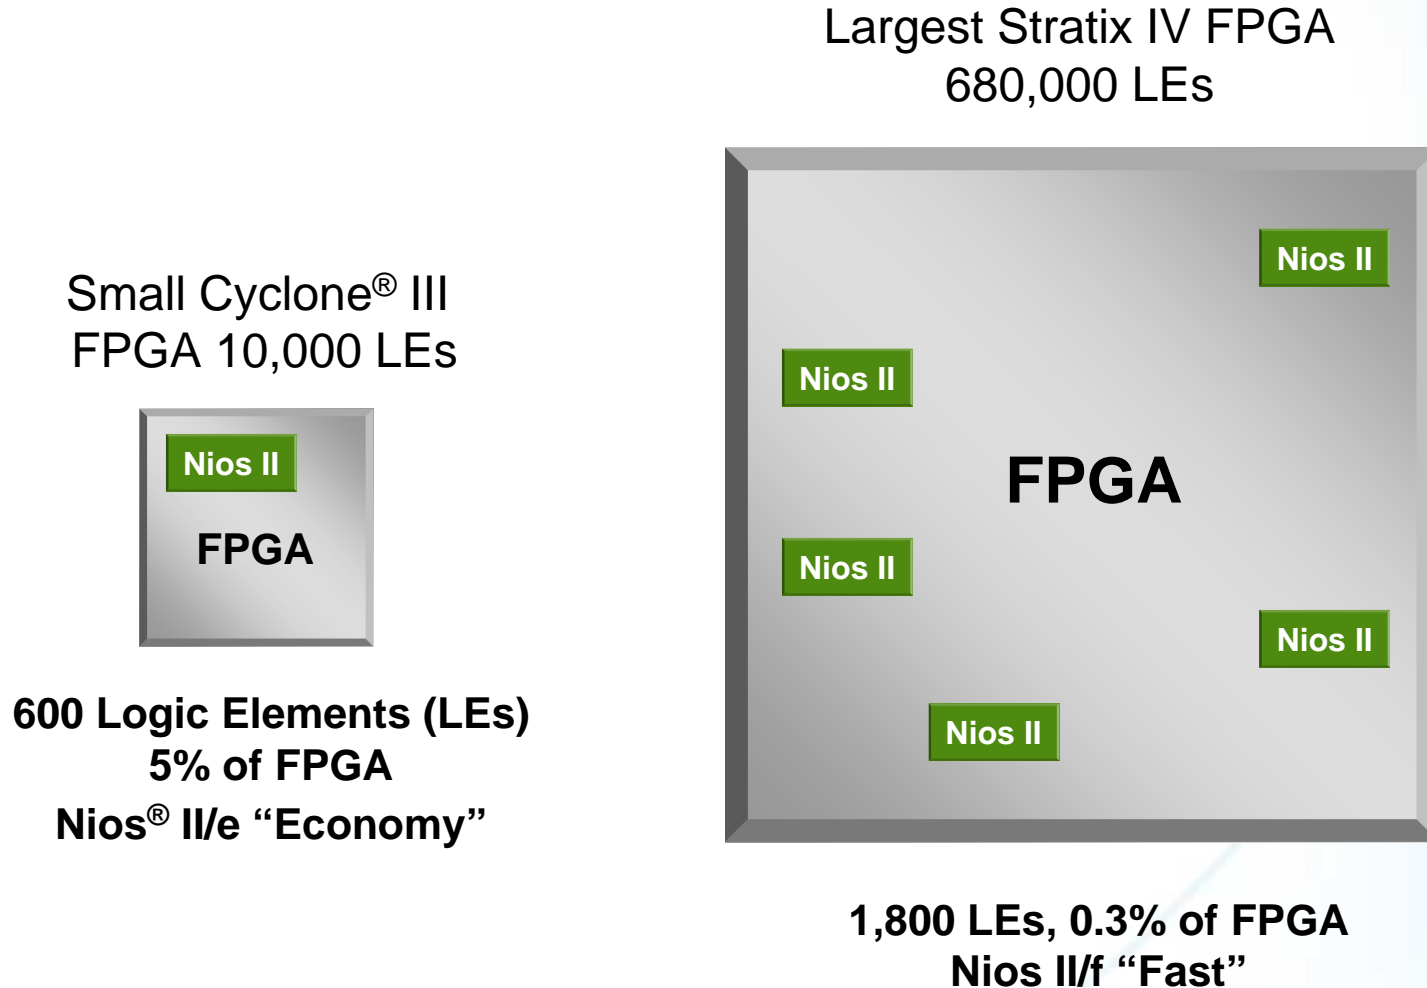 Largest Stratix IV FPGA
680,000 LEs
Small Cyclone® III
FPGA 10,000 LEs
Nios II
FPGA
600 Logic Elements (LEs)
5% of FPGA
Nios® II/e “Economy”
Nios II
Nios II
FPGA
Nios II
Nios II
Nios II
1,800 LEs, 0.3% of FPGA
Nios II/f “Fast”